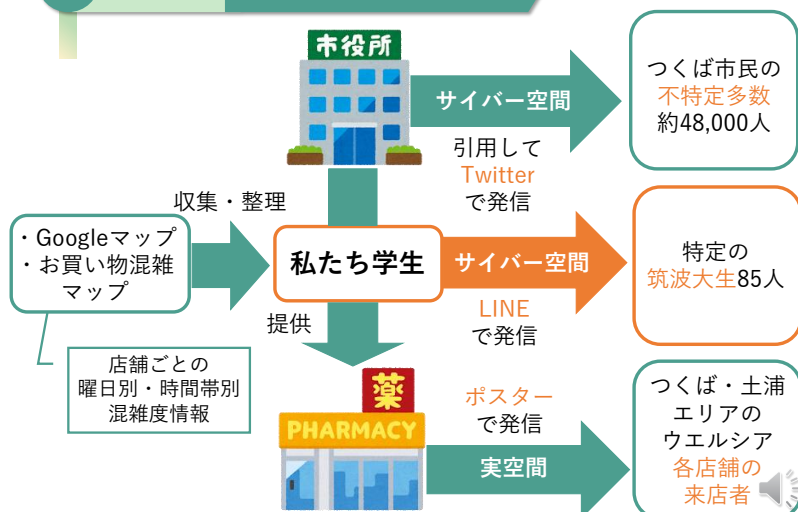 市役所
サイバー空間
引用して
Twitter
で発信
つくば市民の
不特定多数
約48,000人
収集・整理
・Googleマップ
・お買い物混雑
マップ
私たち学生
サイバー空間
LINE
で発信
特定の
筑波大生85人
提供
店舗ごとの
曜日別・時間帯別
混雑度情報
薬
PHARMACY
ポスター
で発信
実空間
つくば・土浦
エリアの
ウエルシア
各店舗の
来店者